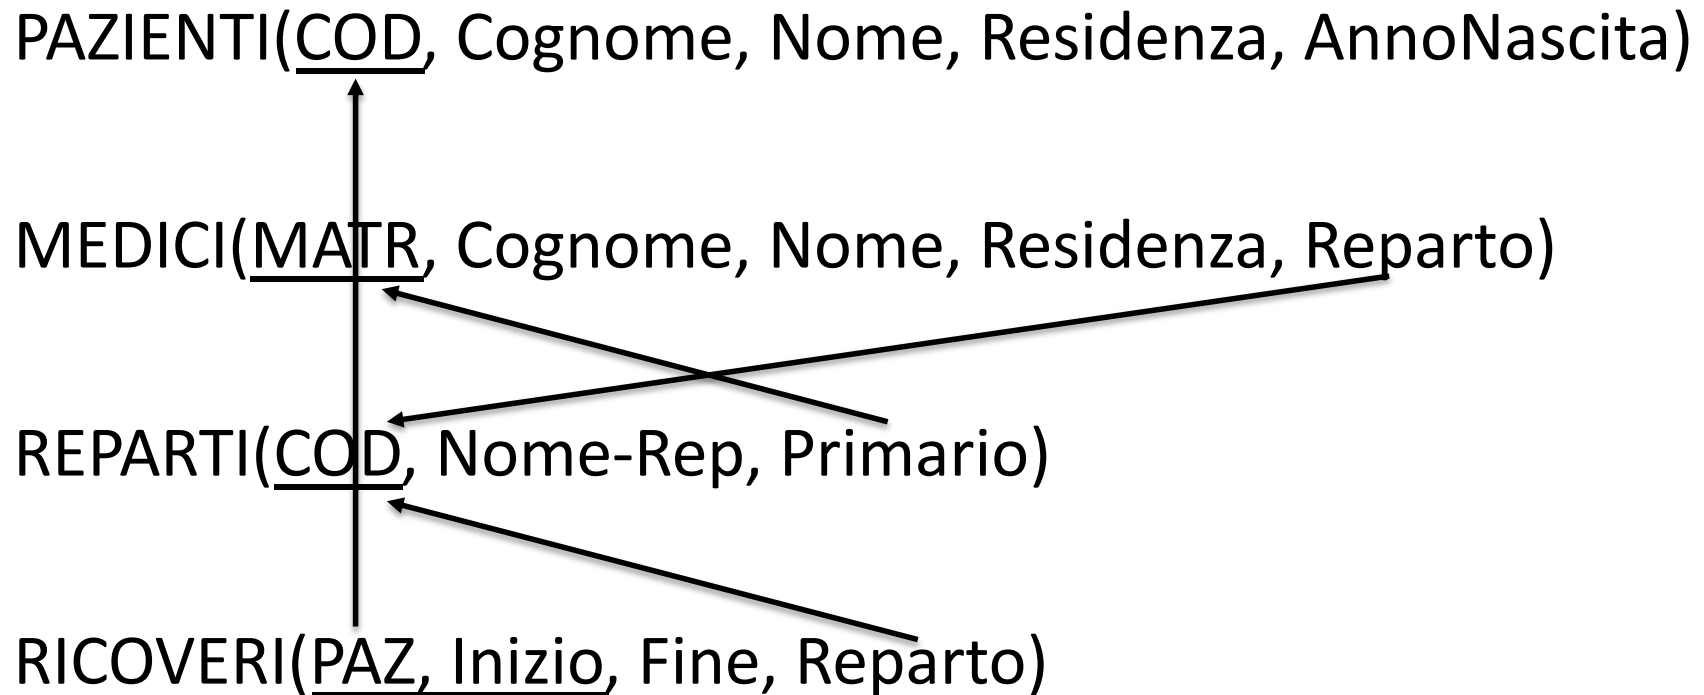 PAZIENTI(COD, Cognome, Nome, Residenza, AnnoNascita)
MEDICI(MATR, Cognome, Nome, Residenza, Reparto)
REPARTI(COD, Nome-Rep, Primario)
RICOVERI(PAZ, Inizio, Fine, Reparto)